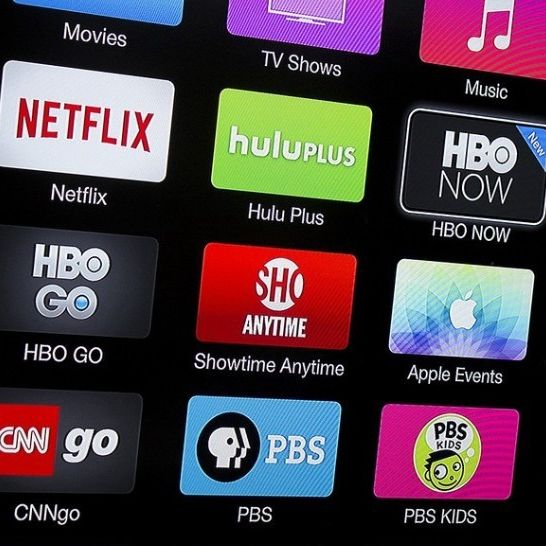 Movies
TV Shows
Music
NETFLIX
huluPLUS
HBO
NOW
New
Netflix
Hulu Plus
HBO NOW
HBO
GO
SHO
ANYTIME
HBO GO
Showtime Anytime
Apple Events
CNN go
PBS
PBS
KIDS
CNNgo
PBS
PBS KIDS